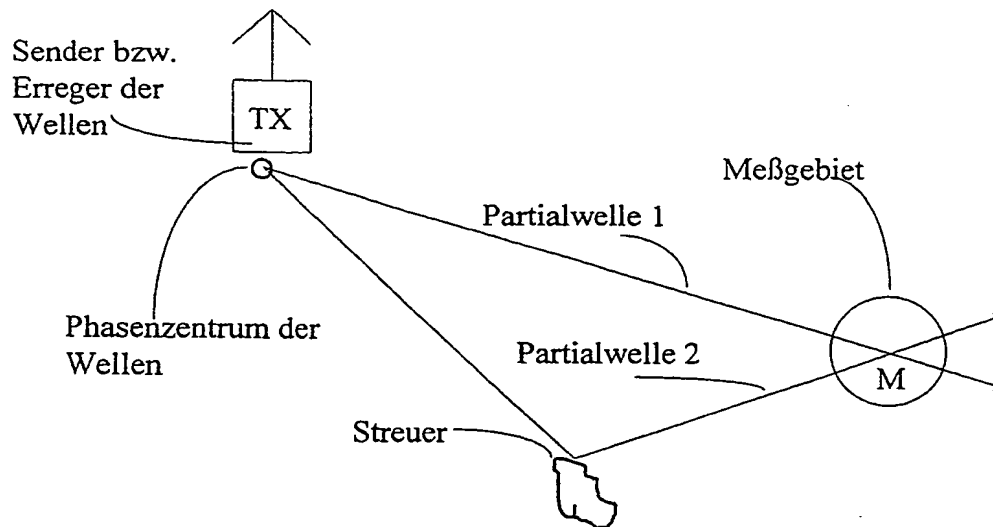 Sender bzw.
Erreger der
Wellen
TX
Meßgebiet
Partialwelle 1
Phasenzentrum der
Wellen
Partialwelle 2
M
Streuer